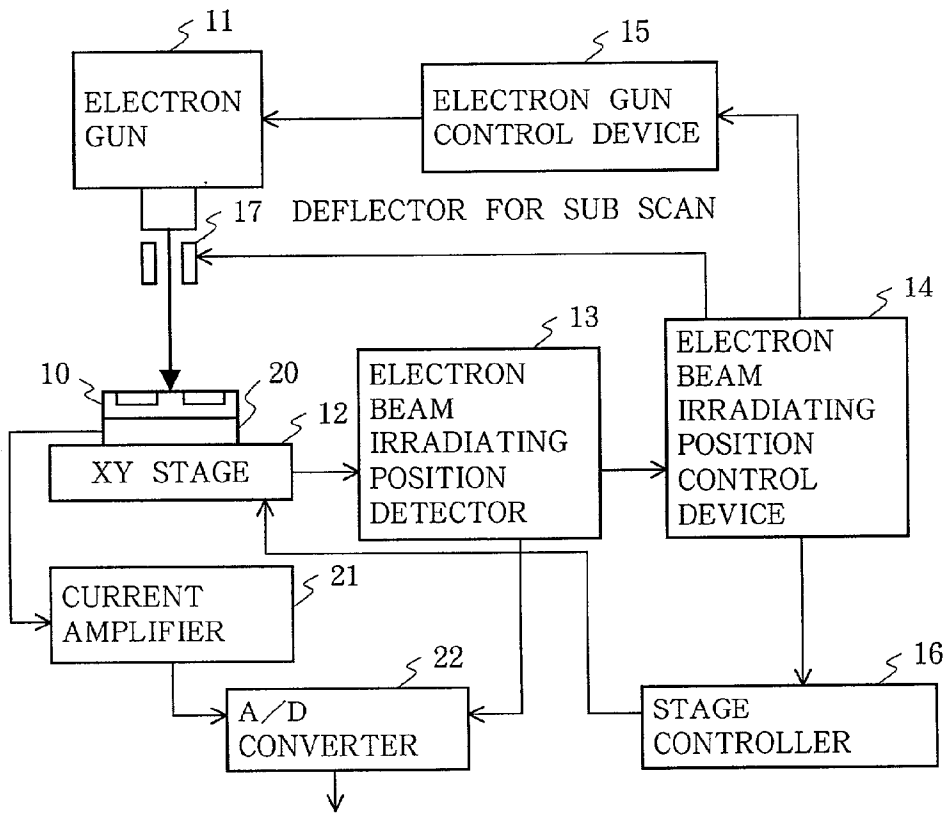 11
ELECTRON
GUN
15
ELECTRON GUN
CONTROL DEVICE
17 DEFLECTOR FOR SUB SCAN
14
ELECTRON
BEAM
IRRADIATING
POSITION
CONTROL
DEVICE
13
ELECTRON
BEAM
IRRADIATING
POSITION
DETECTOR
10
20
12
XY STAGE
21
CURRENT
AMPLIFIER
22
A/D
CONVERTER
16
STAGE
CONTROLLER